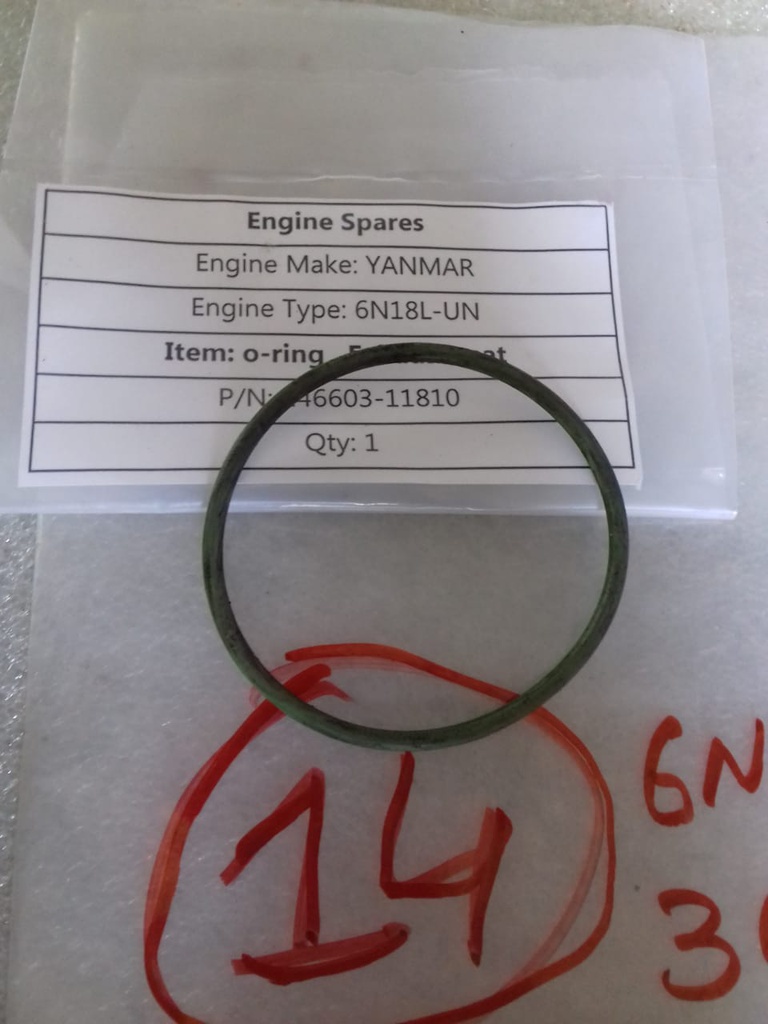 Engine Spares
Engine Make: YANMAR
Engine Type: 6N18L-UN
Item: o-ring
P/N: 46603-11810
Qty: 1
14
6N
3